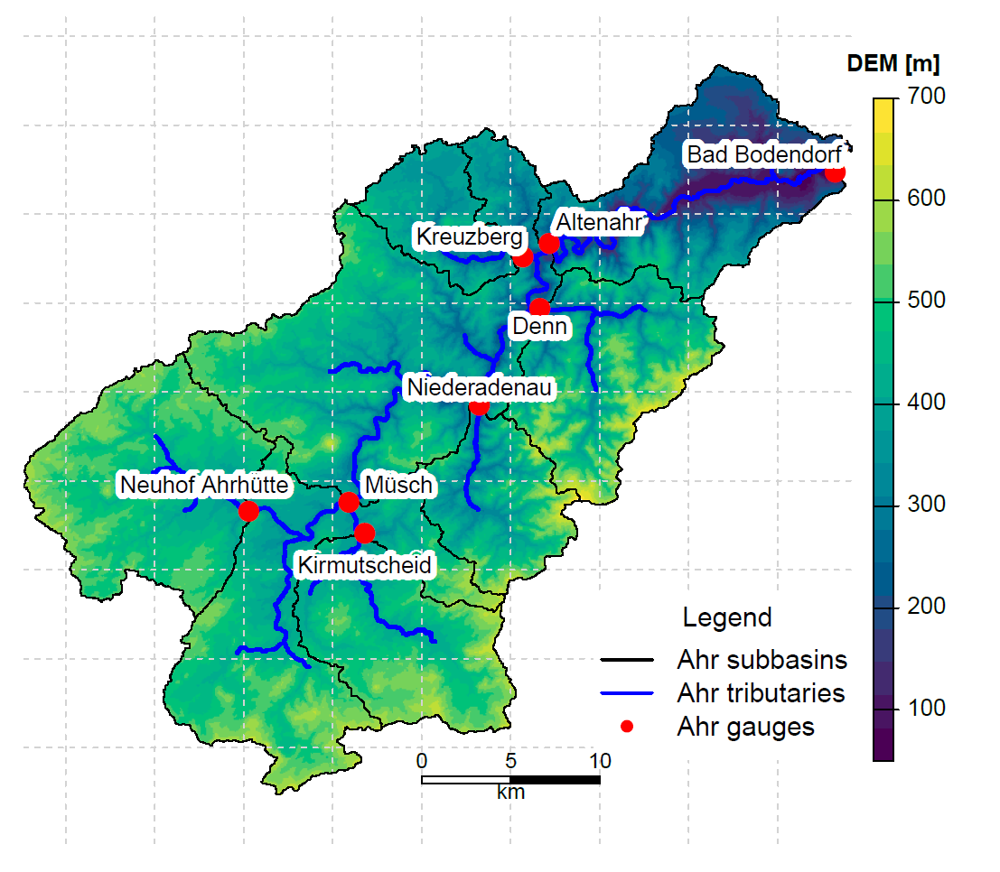 DEM [m]
700
600
500
400
300
200
100
Bad Bodendorf
Altenahr
Kreuzberg
Denn
Niederadenau
Neuhof Ahrhütte
Müsch
Kirmutscheid
Legend
Ahr subbasins
Ahr tributaries
Ahr gauges
0 5 10
km